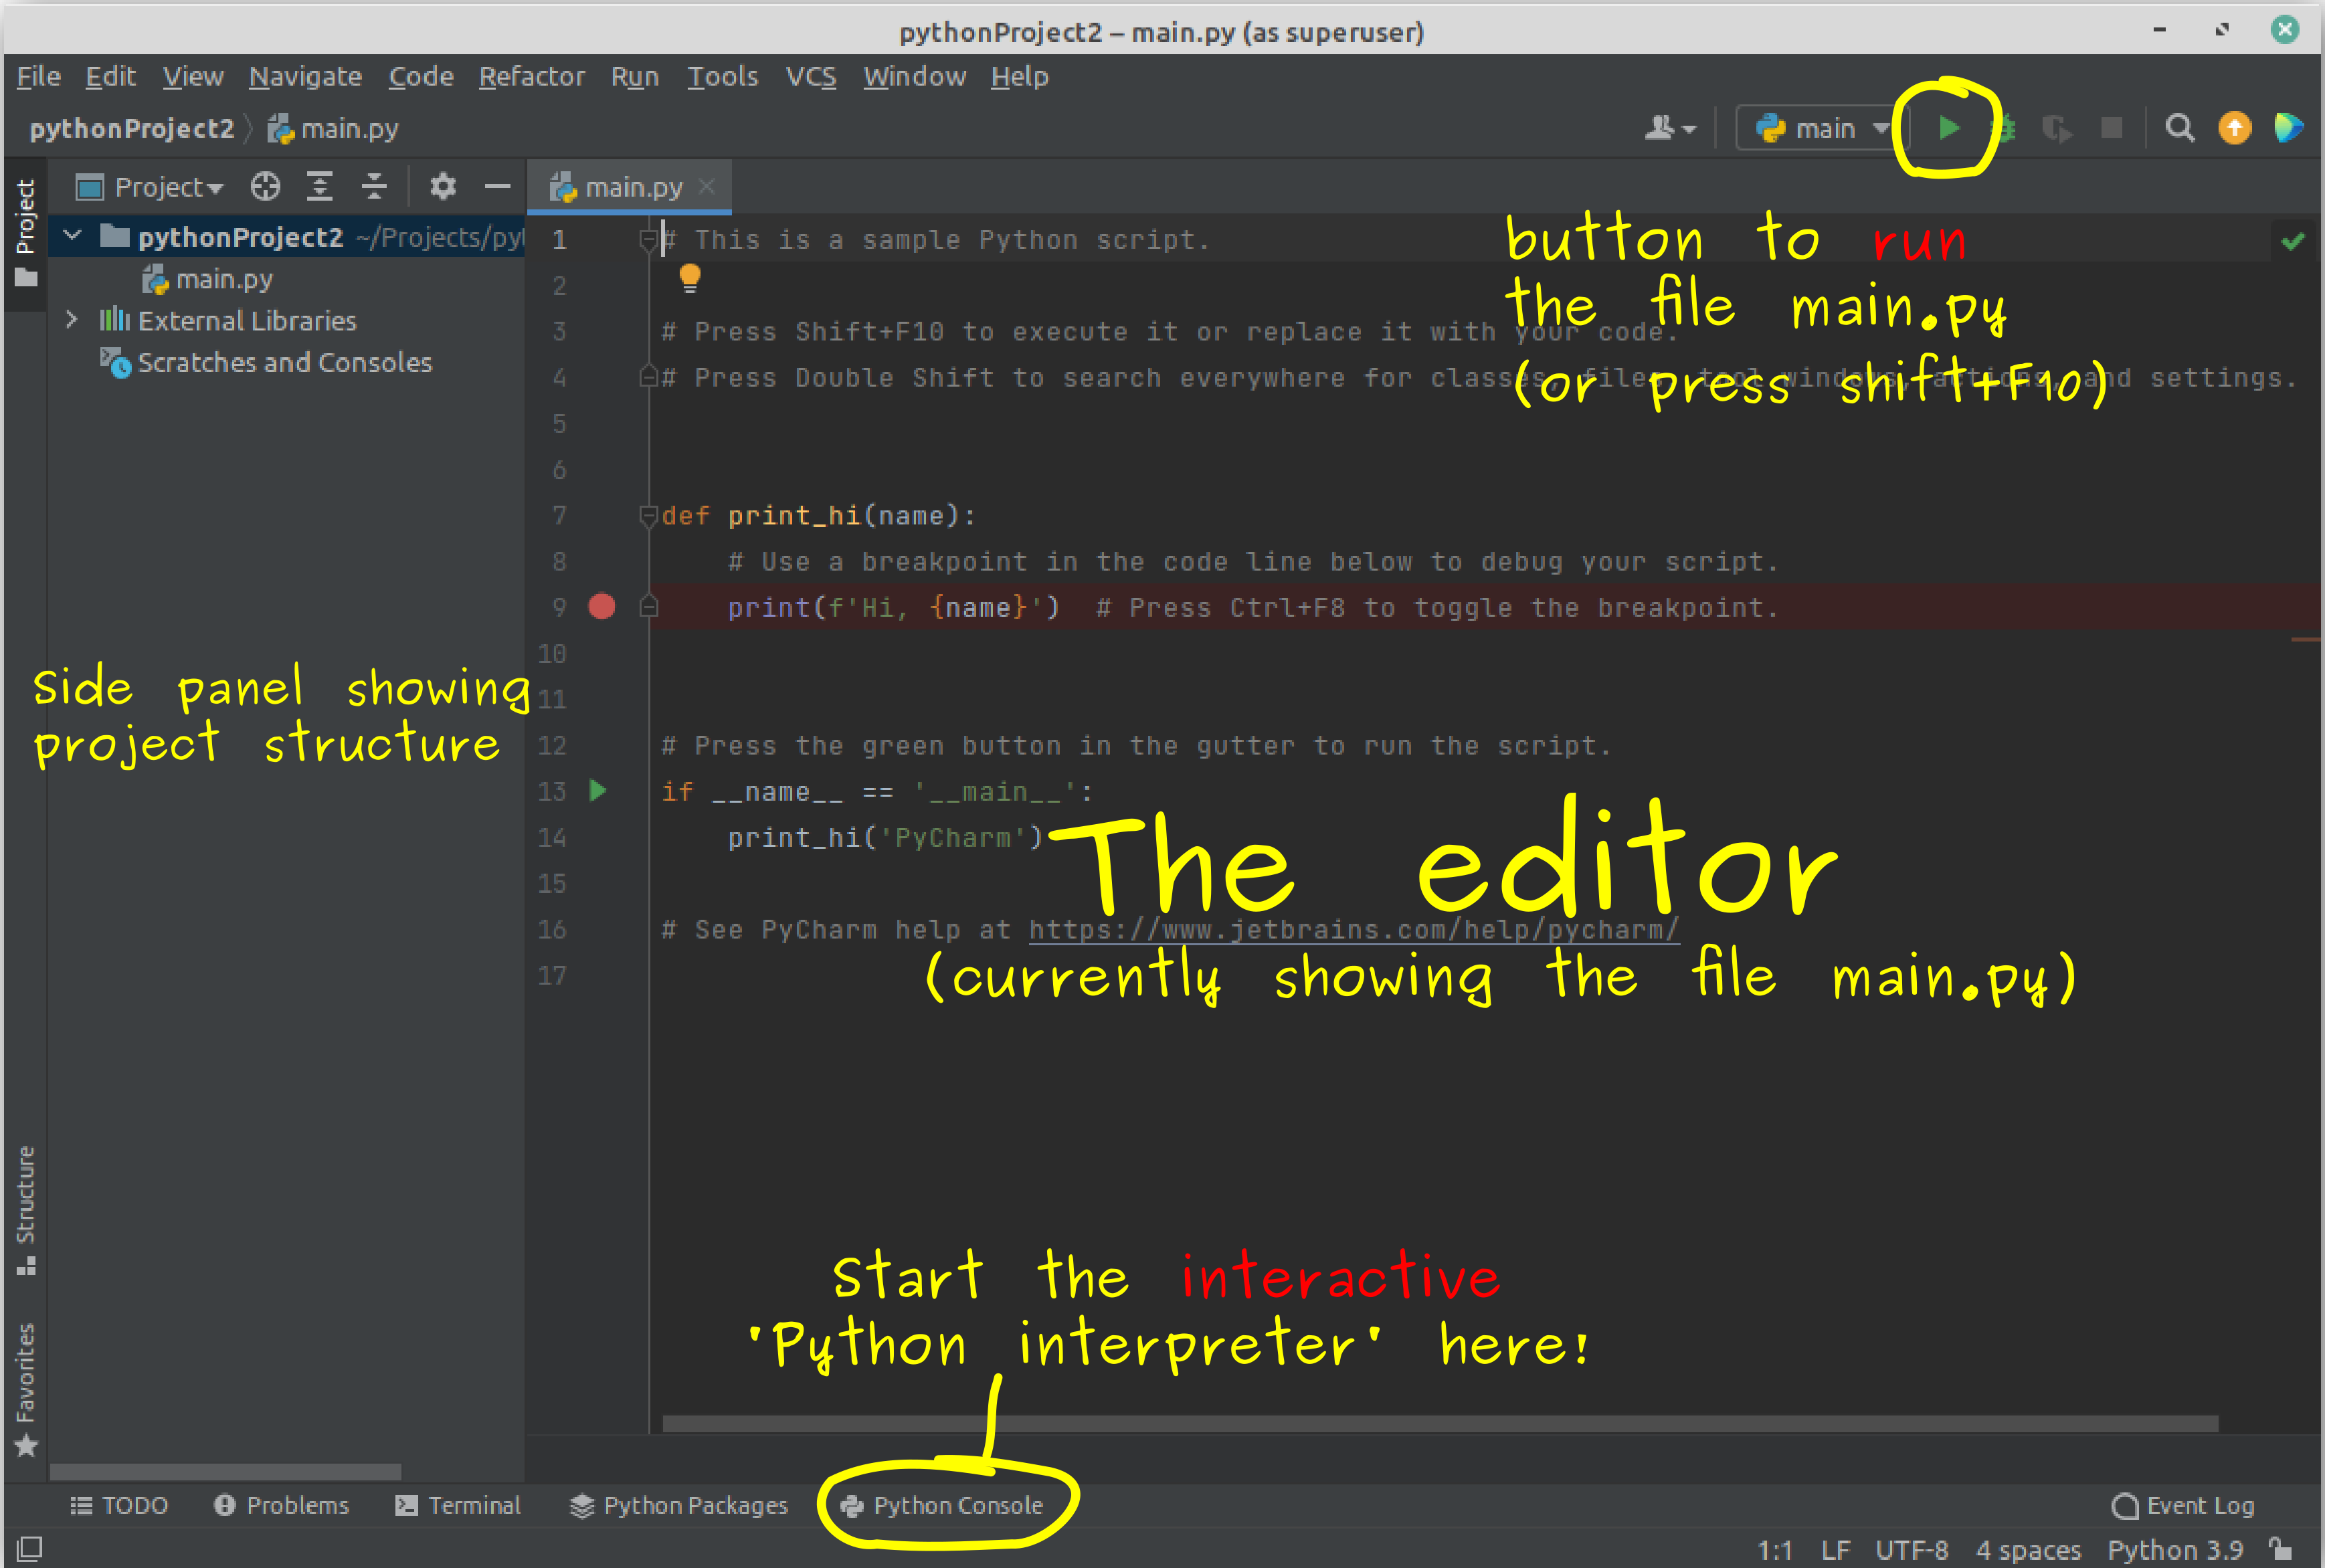 pythonProject2 – main.py (as superuser)
File Edit View Navigate Code Refactor Run Tools VCS Window Help
pythonProject2 main.py
main
Project
Project
main.py
pythonProject2 ~/Projects/py
main.py
External Libraries
Scratches and Consoles
1 # This is a sample Python script.
2
3 # Press Shift+F10 to execute it or replace it with your code.
4 # Press Double Shift to search everywhere for classes, files, tool windows, actions, and settings.
5
6
7 def print_hi(name):
8 # Use a breakpoint in the code line below to debug your script.
9 print(f'Hi, {name}') # Press Ctrl+F8 to toggle the breakpoint.
10
11
12 # Press the green button in the gutter to run the script.
13 if __name__ == '__main__':
14 print_hi('PyCharm')
15
16 # See PyCharm help at https://www.jetbrains.com/help/pycharm/
17
button to run
the file main.py
(or press shift+F10)
Side panel showing
project structure
The editor
(currently showing the file main.py)
Start the interactive
'Python interpreter' here!
Structure
Favorites
TODO Problems Terminal Python Packages Python Console Event Log
1:1 LF UTF-8 4 spaces Python 3.9